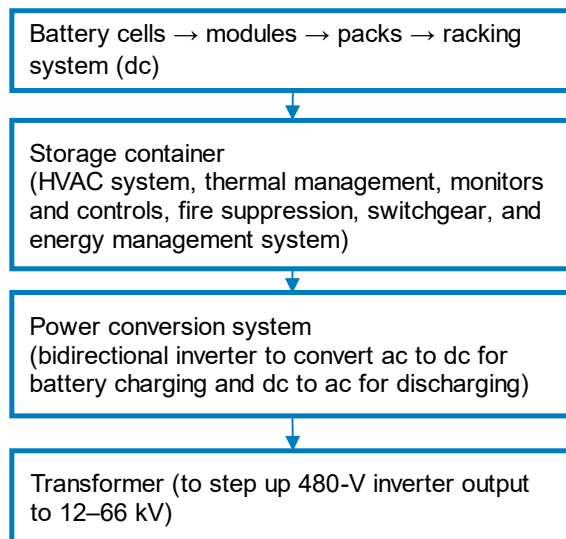 Battery cells → modules → packs → racking
system (dc)
Storage container
(HVAC system, thermal management, monitors
and controls, fire suppression, switchgear, and
energy management system)
Power conversion system
(bidirectional inverter to convert ac to dc for
battery charging and dc to ac for discharging)
Transformer (to step up 480-V inverter output
to 12–66 kV)